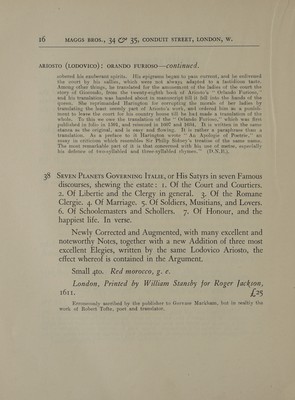 16 MAGGS BROS., 34 & 35, CONDUIT STREET, LONDON, W.
ARIOSTO (LODOVICO); ORANDO FURIOSO—continued.
ordered his exuberant spirits. His epigrams began to pass current, and he enlivened
the court by his sallies, which were not always adapted to a fastidious taste.
Among other things, he translated for the amusement of the ladies of the court the
story of Giocondo, from the twenty-eighth book of Ariosto's "Orlando Furioso,"
and his translation was handed about in manuscript till it fell into the hands of the
queen. She reprimanded Harington for corrupting the morals of her ladies by
translating the least seemly part of Ariosto's work, and ordered him as a punish-
ment to leave the court for his country house till he had made a translation of the
whole. To this we owe the translation of the "Orlando Furioso," which was first
published in folio in 1591, and reissued in 1607 and 1634. It is written in the same
stanza as the original, and is easy and flowing. It is rather a paraphrase than a
translation. As a preface to it Harington wrote "An Apologie of Poetrie," an
essay in criticism which resembles Sir Philip Sidney's treatise of the same name.
The most remarkable part of it is that concerned with his use of metre, especially
his defence of two-syllabled and three-syllabled rhymes." (D.N.B.).
38 SEVEN PLANETS GOVERNING ITALIE, or His Satyrs in seven Famous
discourses, shewing the estate: 1. Of the Court and Courtiers.
2. Of Libertie and the Clergy in general. 3. Of the Romane
Clergie. 4. Of Marriage. 5. Of Soldiers, Musitians, and Lovers.
6. Of Schoolemasters and Schollers. 7. Of Honour, and the
happiest life. In verse.
Newly Corrected and Augmented, with many excellent and
noteworthy Notes, together with a new Addition of three most
excellent Elegies, written by the same Lodovico Ariosto, the
effect whereof is contained in the Argument.
Small 4to. Red morocco, g. e.
London, Printed by William Stansby for Roger Jackson,
1611. £25
Erroneously ascribed by the publisher to Gervase Markham, but in reality the
work of Robert Tofte, poet and translator.